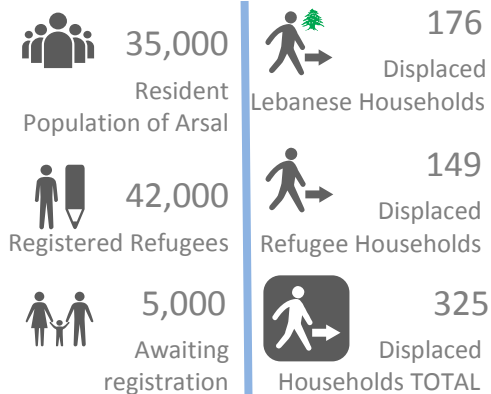 35,000
Resident
Population of Arsal
42,000
Registered Refugees
5,000
Awaiting
registration
176
Displaced
Lebanese Households
149
Displaced
Refugee Households
325
Displaced
Households TOTAL